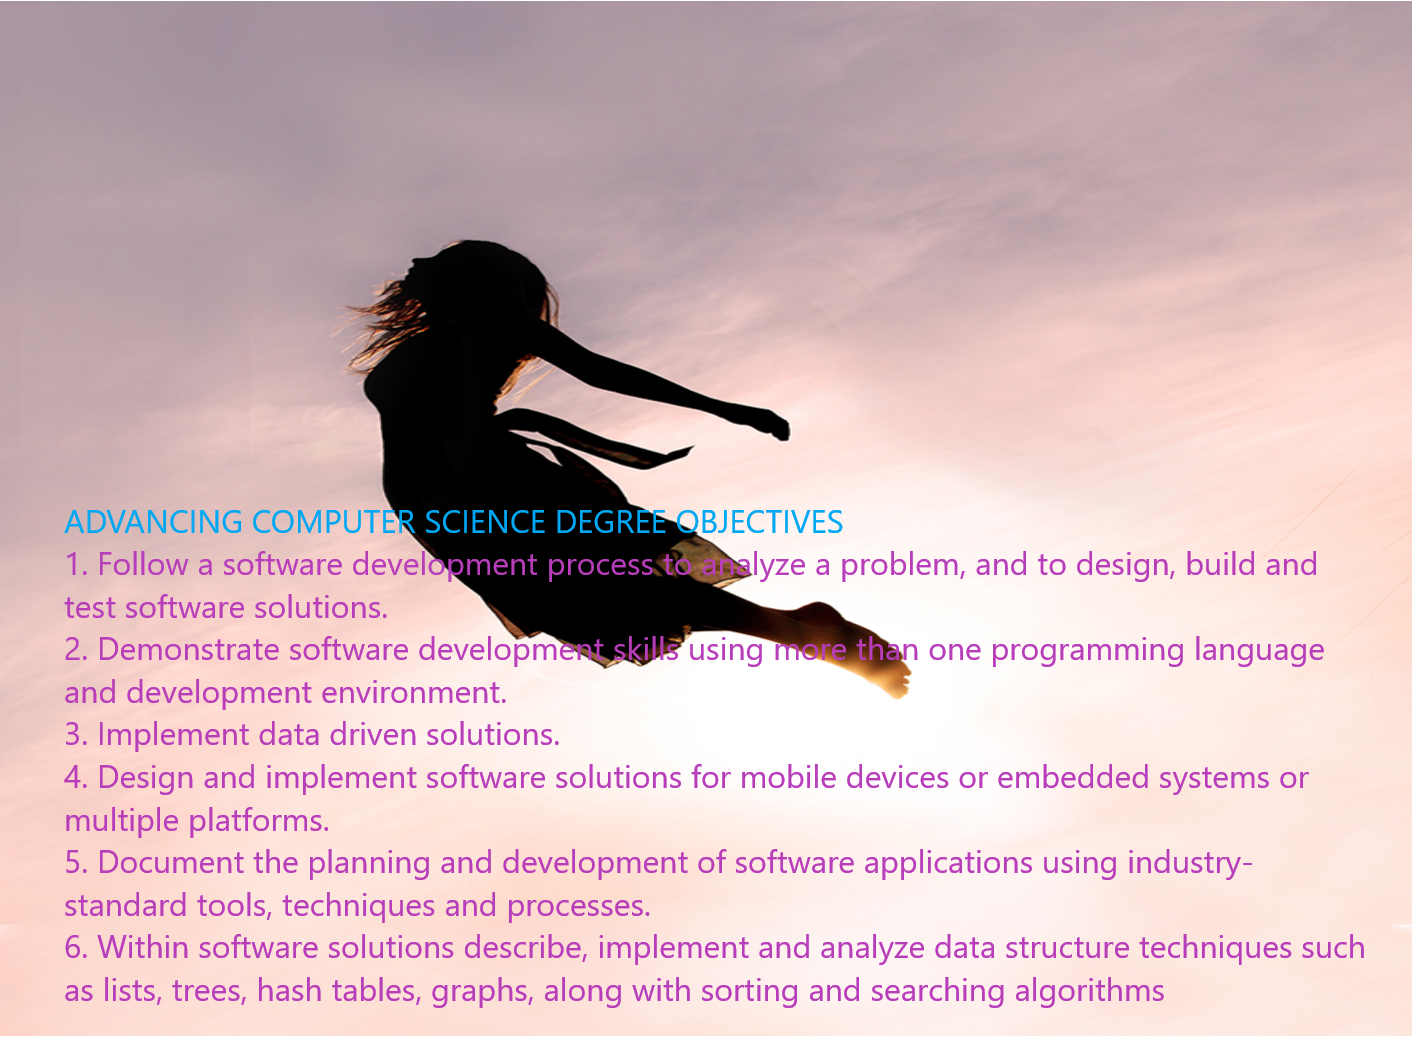 ADVANCING COMPUTER SCIENCE DEGREE OBJECTIVES
1. Follow a software development process to analyze a problem, and to design, build and
test software solutions.
2. Demonstrate software development skills using more than one programming language
and development environment.
3. Implement data driven solutions.
4. Design and implement software solutions for mobile devices or embedded systems or
multiple platforms.
5. Document the planning and development of software applications using industry-
standard tools, techniques and processes.
6. Within software solutions describe, implement and analyze data structure techniques such
as lists, trees, hash tables, graphs, along with sorting and searching algorithms